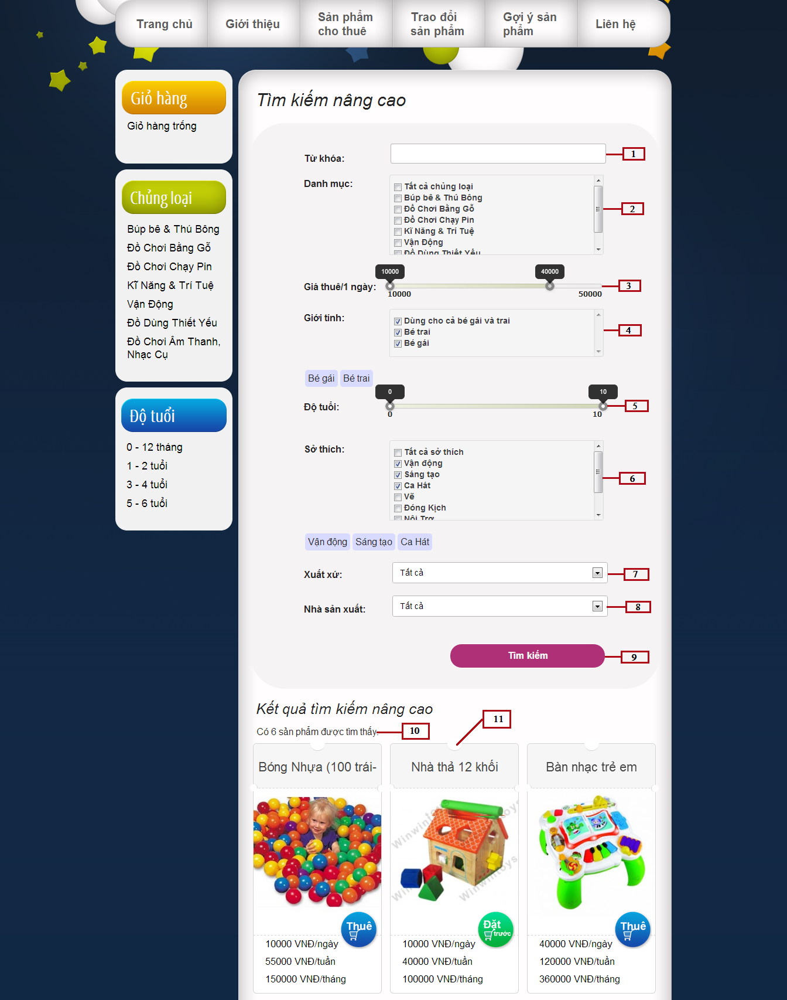 Trang chủ
Giới thiệu
Sản phẩm
cho thuê
Trao đổi
sản phẩm
Gợi ý sản
phẩm
Liên hệ
Giỏ hàng
Giỏ hàng trống
Chủng loại
Búp bê & Thú Bông
Đồ Chơi Bằng Gỗ
Đồ Chơi Chạy Pin
Kĩ Năng & Trí Tuệ
Vận Động
Đồ Dùng Thiết Yếu
Đồ Chơi Âm Thanh,
Nhạc Cụ
Độ tuổi
0 - 12 tháng
1 - 2 tuổi
3 - 4 tuổi
5 - 6 tuổi
Tìm kiếm nâng cao
Từ khóa:
1
Danh mục:
Tất cả chủng loại
Búp bê & Thú Bông
Đồ Chơi Bằng Gỗ
Đồ Chơi Chạy Pin
Kĩ Năng & Trí Tuệ
Vận Động
Đồ Dùng Thiết Yếu
2
10000
40000
Giá thuê/1 ngày:
10000
50000
3
Giới tính:
Dùng cho cả bé gái và trai
Bé trai
Bé gái
4
Bé gái Bé trai
0
10
Độ tuổi:
0
10
5
Sở thích:
Tất cả sở thích
Vận động
Sáng tạo
Ca Hát
Vẽ
Đóng Kịch
Nội Trợ
6
Vận động Sáng tạo Ca Hát
Xuất xứ:
Tất cả
7
Nhà sản xuất:
Tất cả
8
Tìm kiếm
9
Kết quả tìm kiếm nâng cao
Có 6 sản phẩm được tìm thấy.
10
11
Bóng Nhựa (100 trái-
Thuê
10000 VNĐ/ngày
55000 VNĐ/tuần
150000 VNĐ/tháng
Nhà thả 12 khối
Winwintoys
Winwintoys
Đặt
trước
10000 VNĐ/ngày
40000 VNĐ/tuần
100000 VNĐ/tháng
Bàn nhạc trẻ em
Thuê
40000 VNĐ/ngày
120000 VNĐ/tuần
360000 VNĐ/tháng